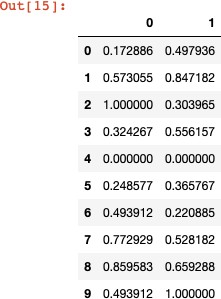 Out[15]:
0 1
0 0.172886 0.497936
1 0.573055 0.847182
2 1.000000 0.303965
3 0.324267 0.556157
4 0.000000 0.000000
5 0.248577 0.365767
6 0.493912 0.220885
7 0.772929 0.528182
8 0.859583 0.659288
9 0.493912 1.000000